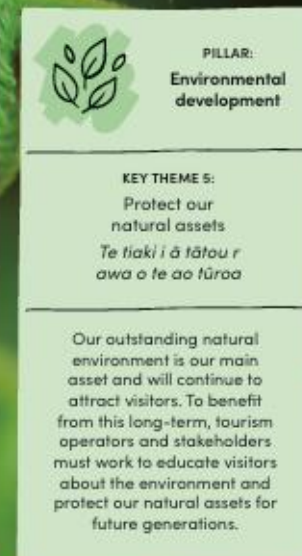 PILLAR:
Environmental
development
KEY THEME 5:
Protect our
natural assets
Te tiaki i ā tātou r
awa o te ao tūroa
Our outstanding natural
environment is our main
asset and will continue to
attract visitors. To benefit
from this long-term, tourism
operators and stakeholders
must work to educate visitors
about the environment and
protect our natural assets for
future generations.